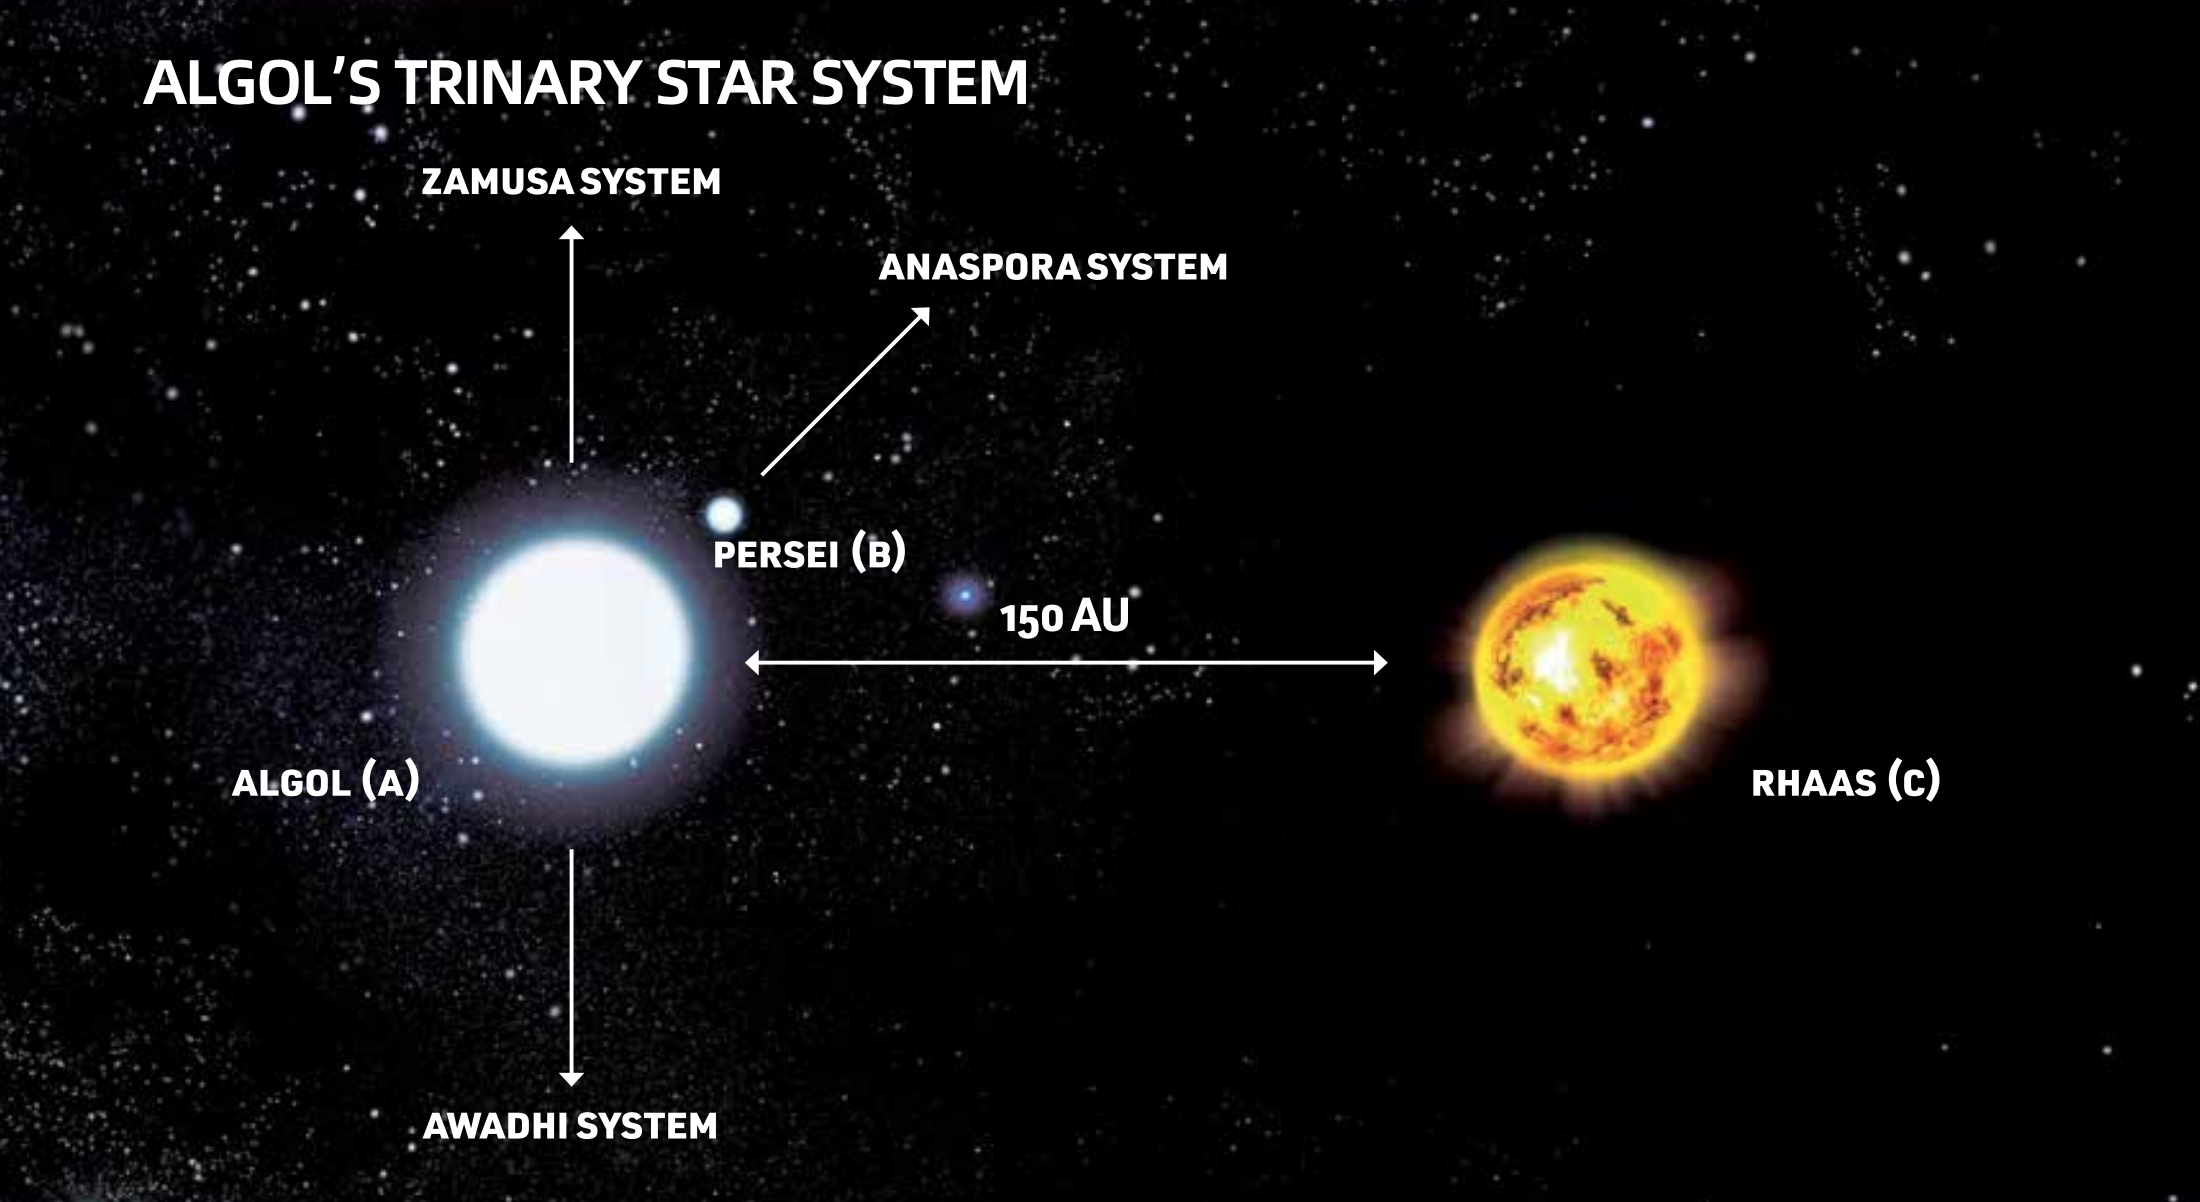 ALGOL'S TRINARY STAR SYSTEM
ZAMUSA SYSTEM
ANASPORA SYSTEM
PERSEI (B)
150 AU
ALGOL (A)
RHAAS (C)
AWADHI SYSTEM